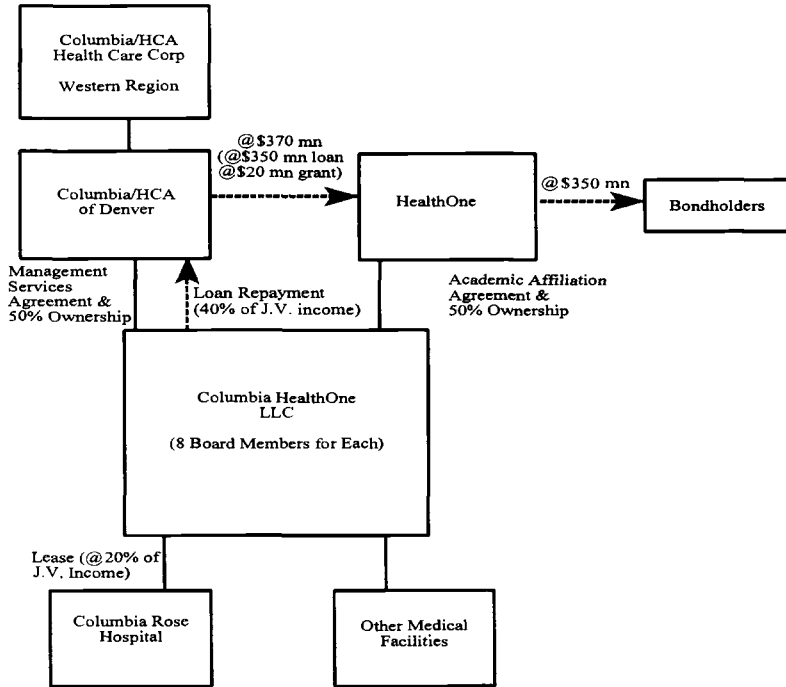 Columbia/HCA
Health Care Corp
Western Region
@$370 mn
(@$350 mn loan
@$20 mn grant)
Columbia/HCA
of Denver
HealthOne
@$350 mn
Bondholders
Management
Services
Agreement &
50% Ownership
Loan Repayment
(40% of J.V. income)
Academic Affiliation
Agreement &
50% Ownership
Columbia HealthOne
LLC
(8 Board Members for Each)
Lease (@20% of
J.V. Income)
Columbia Rose
Hospital
Other Medical
Facilities